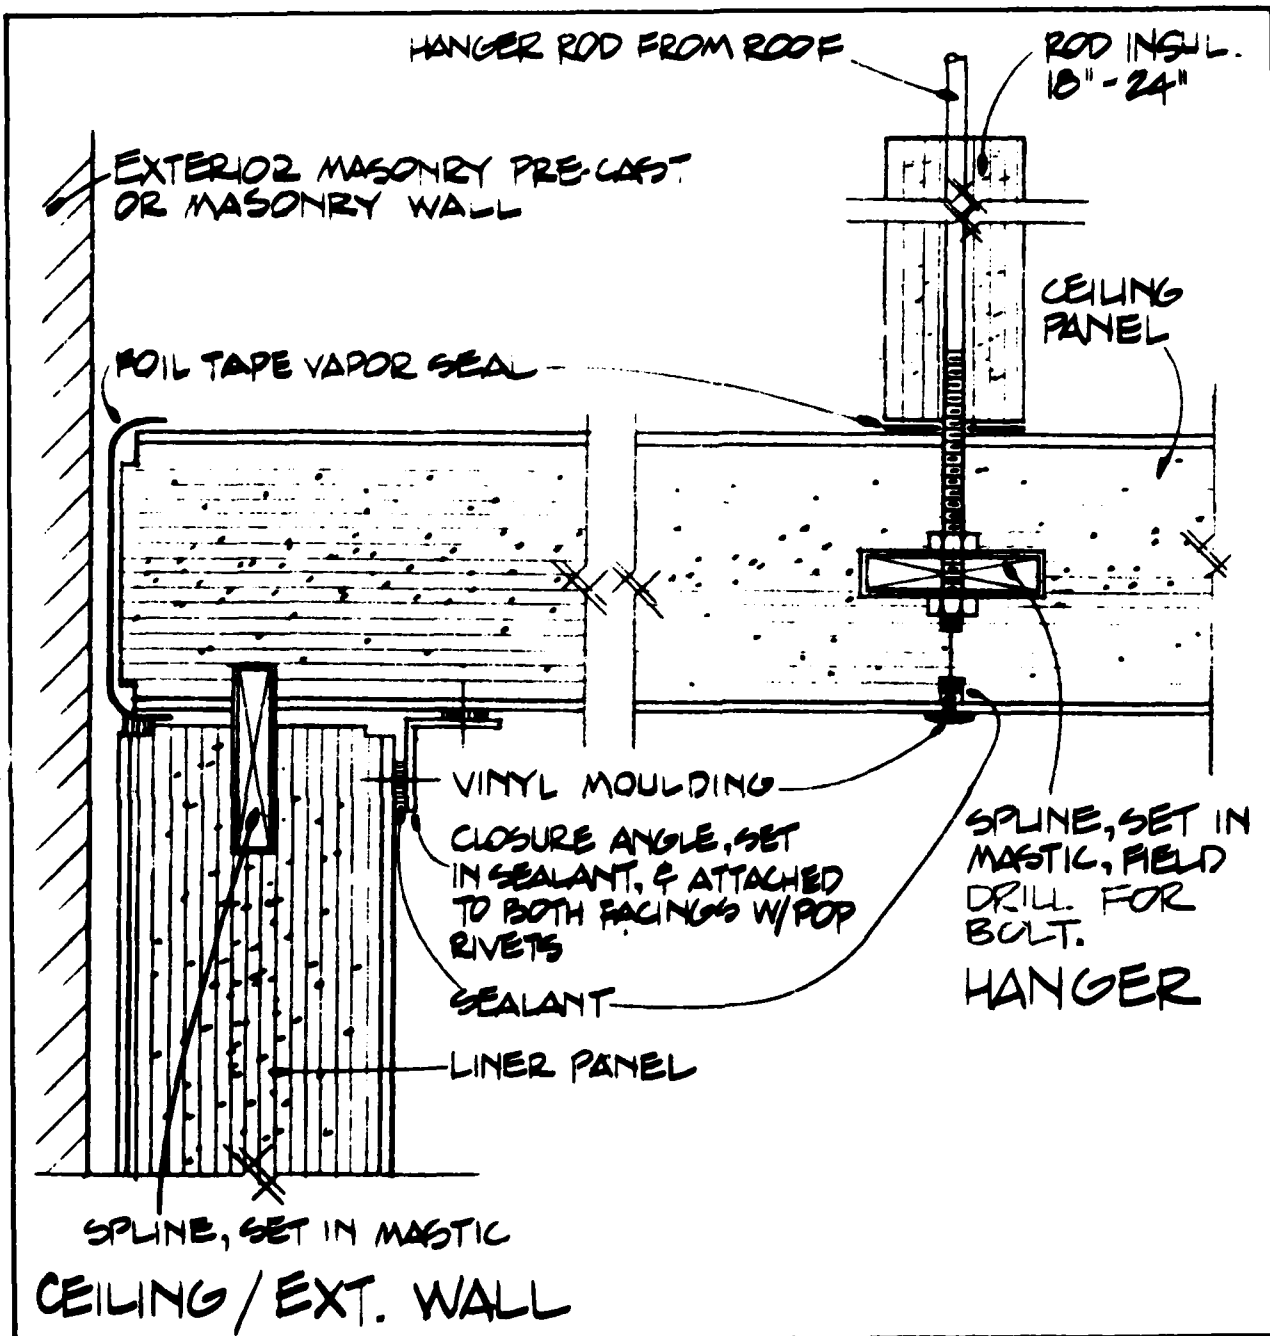 HANGER ROD FROM ROOF
ROD INSUL.
18" - 24"
EXTERIOR MASONRY PRE-CAST
OR MASONRY WALL
CEILING
PANEL
FOIL TAPE VAPOR SEAL
VINYL MOULDING
CLOSURE ANGLE, SET
IN SEALANT, & ATTACHED
TO BOTH FACINGS W/POP
RIVETS
SEALANT
LINER PANEL
SPLINE, SET IN
MASTIC, FIELD
DRILL FOR
BOLT.
HANGER
SPLINE, SET IN MASTIC
CEILING / EXT. WALL